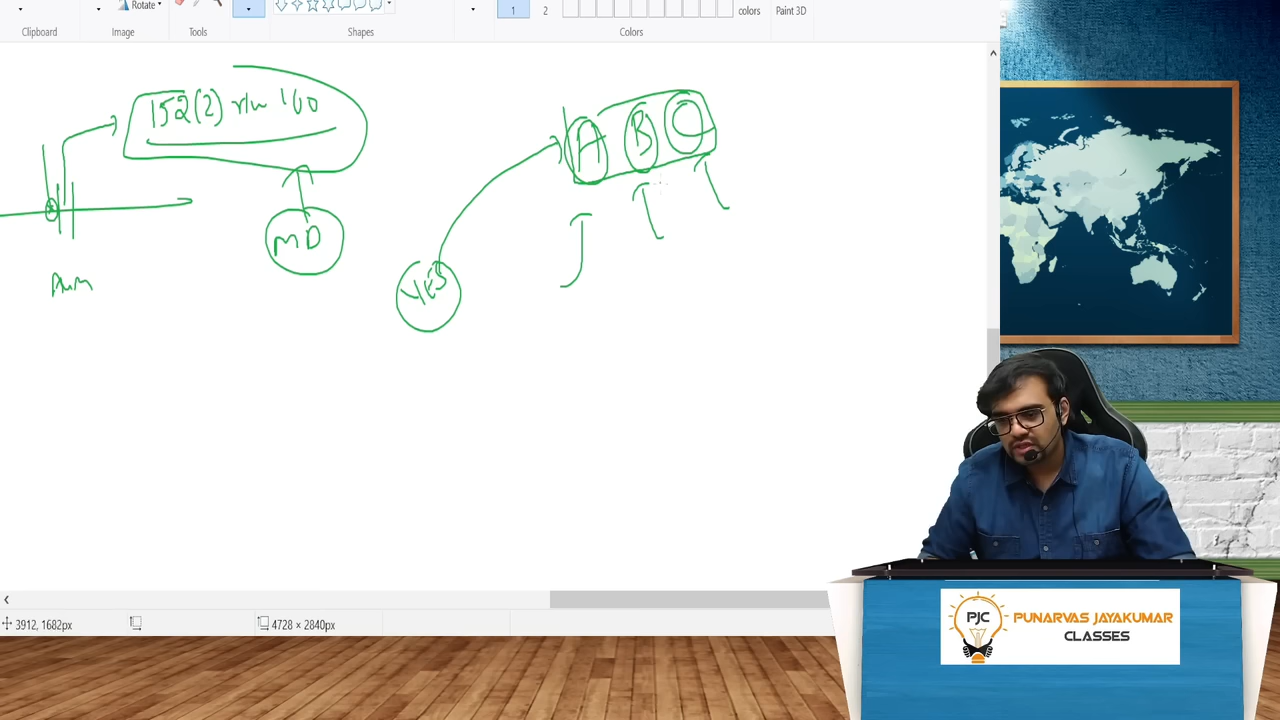 Rotate
1
2
colors
Paint 3D
Clipboard
Image
Tools
Shapes
Colors
152(2) r/w 160
MD
A B C
YES
3912, 1682px
4728 × 2840px
PJC
PUNARVAS JAYAKUMAR
CLASSES